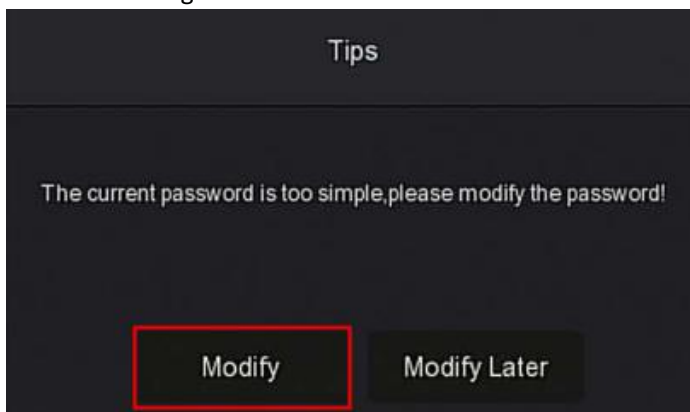 Tips
The current password is too simple,please modify the password!
Modify
Modify Later